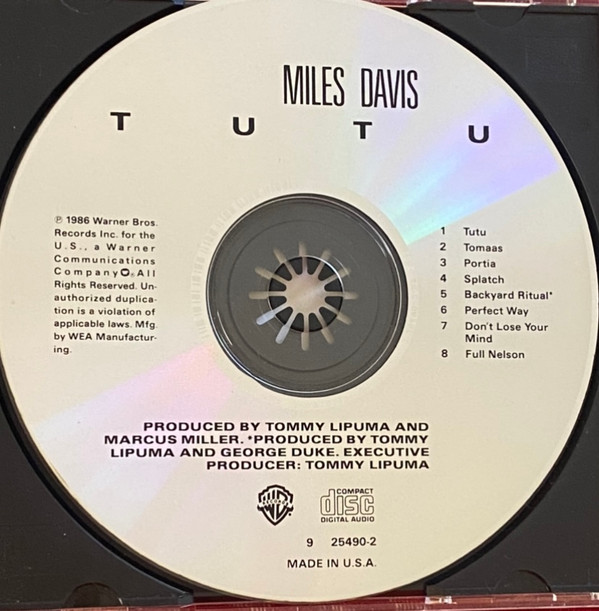 MILES DAVIS
T U T U
℗ 1986 Warner Bros.
Records Inc. for the
U.S., a Warner
Communications
Company. All
Rights Reserved. Un-
authorized duplica-
tion is a violation of
applicable laws. Mfg.
by WEA Manufactur-
ing.
1 Tutu
2 Tomaas
3 Portia
4 Splatch
5 Backyard Ritual*
6 Perfect Way
7 Don't Lose Your
Mind
8 Full Nelson
PRODUCED BY TOMMY LIPUMA AND
MARCUS MILLER. *PRODUCED BY TOMMY
LIPUMA AND GEORGE DUKE. EXECUTIVE
PRODUCER: TOMMY LIPUMA
WB RECORDS
COMPACT
disc
DIGITAL AUDIO
9 25490-2
MADE IN U.S.A.